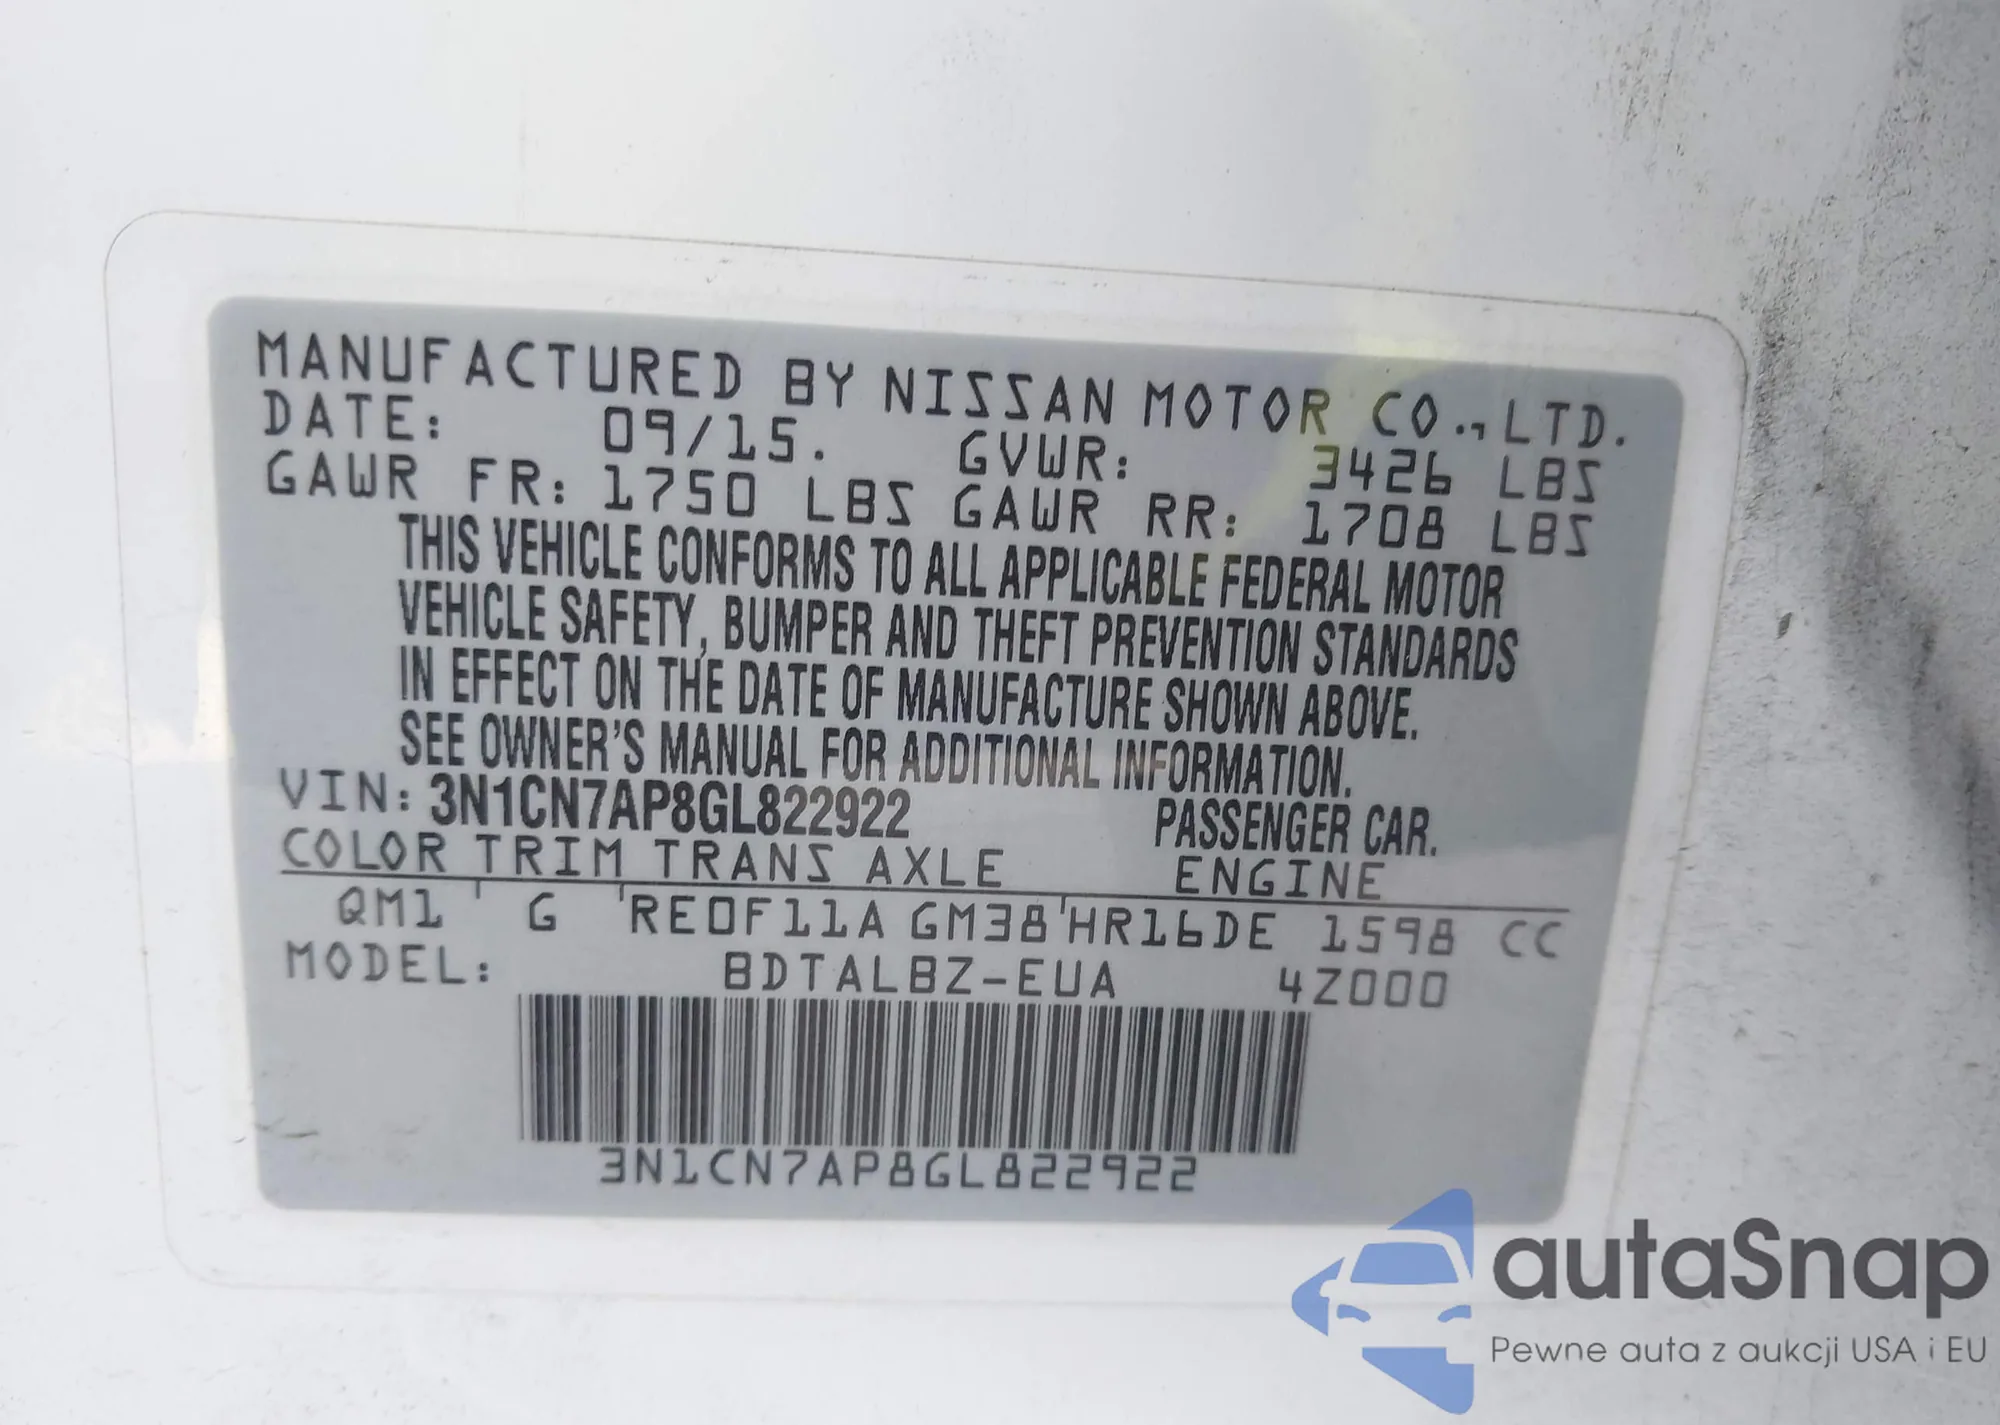 MANUFACTURED BY NISSAN MOTOR CO.,LTD.
DATE: 09/15. GVWR: 3426 LBS
GAWR FR: 1750 LBS GAWR RR: 1708 LBS
THIS VEHICLE CONFORMS TO ALL APPLICABLE FEDERAL MOTOR
VEHICLE SAFETY, BUMPER AND THEFT PREVENTION STANDARDS
IN EFFECT ON THE DATE OF MANUFACTURE SHOWN ABOVE.
SEE OWNER'S MANUAL FOR ADDITIONAL INFORMATION.
VIN: 3N1CN7AP8GL822922 PASSENGER CAR.
COLOR TRIM TRANS AXLE ENGINE
QM1 G RE0F11A GM38 HR16DE 1598 CC
MODEL: BDTALBZ-EUA 4Z000
3N1CN7AP8GL822922
autaSnap
Pewne auta z aukcji USA i EU